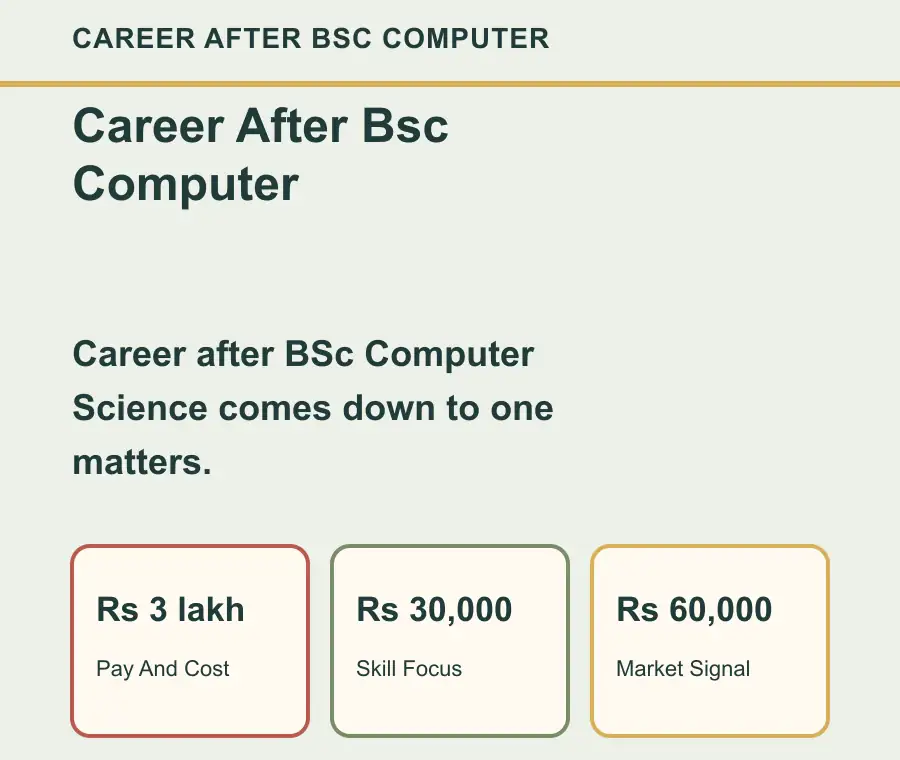 CAREER AFTER BSC COMPUTER
Career After Bsc
Computer
Career after BSc Computer
Science comes down to one
matters.
Rs 3 lakh
Pay And Cost
Rs 30,000
Skill Focus
Rs 60,000
Market Signal